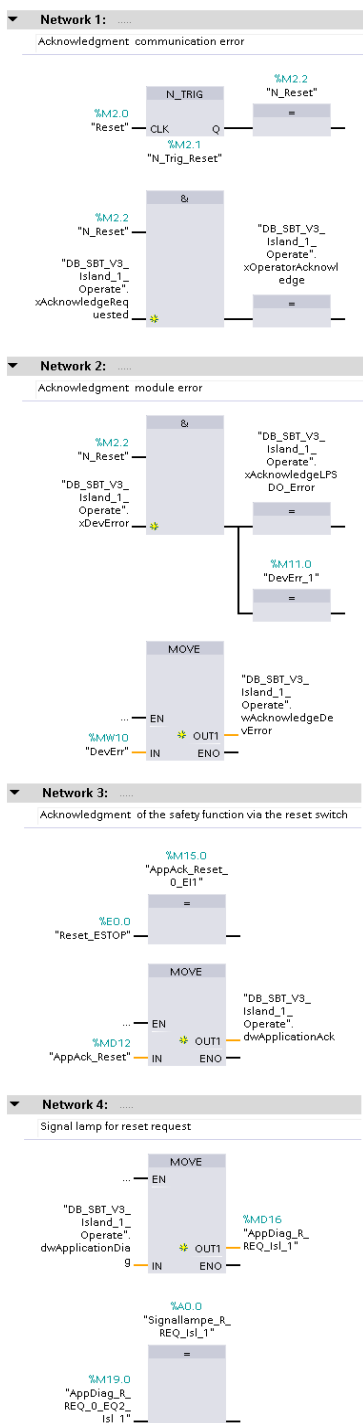 Network 1: .....
Acknowledgment communication error
%M2.2
"N_Reset"
N_TRIG
=
%M2.0
"Reset"
CLK
Q
%M2.1
"N_Trig_Reset"
&
%M2.2
"N_Reset"
"DB_SBT_V3_
Island_1_
Operate".
xOperatorAcknowl
edge
"DB_SBT_V3_
Island_1_
Operate".
xAcknowledgeReq
uested
=
Network 2: .....
Acknowledgment module error
&
%M2.2
"N_Reset"
"DB_SBT_V3_
Island_1_
Operate".
xAcknowledgeLPS
DO_Error
"DB_SBT_V3_
Island_1_
Operate".
xDevError
=
%M11.0
"DevErr_1"
=
MOVE
"DB_SBT_V3_
Island_1_
Operate".
wAcknowledgeDe
vError
... EN
OUT1
%MW10
"DevErr"
IN
ENO
Network 3: .....
Acknowledgment of the safety function via the reset switch
%M15.0
"AppAck_Reset_
0_EI1"
=
%E0.0
"Reset_ESTOP"
MOVE
"DB_SBT_V3_
Island_1_
Operate".
dwApplicationAck
... EN
OUT1
%MD12
"AppAck_Reset"
IN
ENO
Network 4: .....
Signal lamp for reset request
MOVE
... EN
"DB_SBT_V3_
Island_1_
Operate".
dwApplicationDia
g
IN
OUT1
ENO
%MD16
"AppDiag_R_
REQ_Isl_1"
%A0.0
"Signallampe_R_
REQ_Isl_1"
=
%M19.0
"AppDiag_R_
REQ_0_EQ2_
Isl_1"